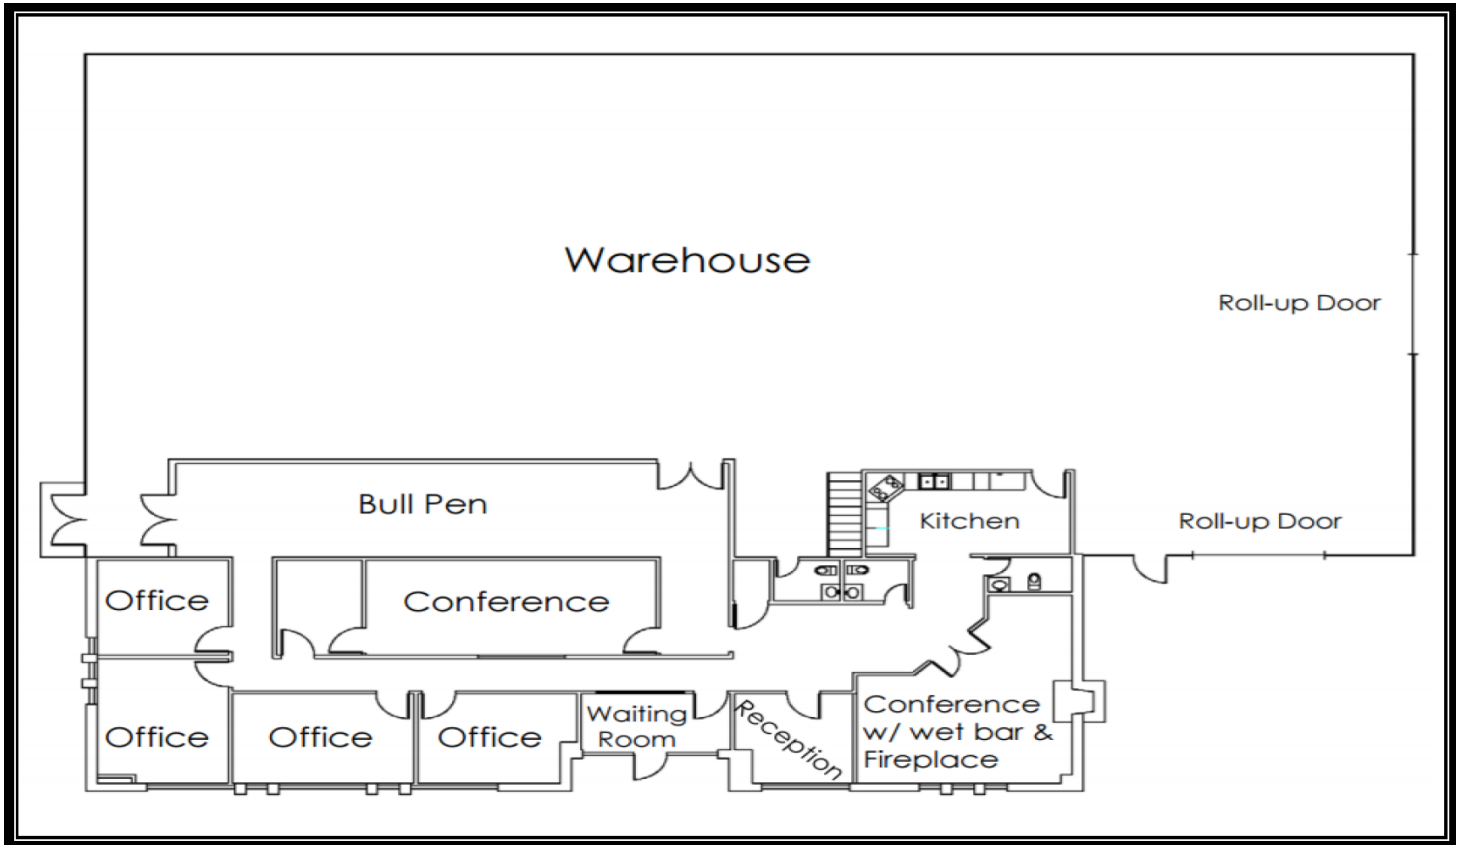 Warehouse
Roll-up Door
Bull Pen
Kitchen
Roll-up Door
Office
Conference
Office
Office
Office
Waiting
Room
Reception
Conference
w/ wet bar &
Fireplace